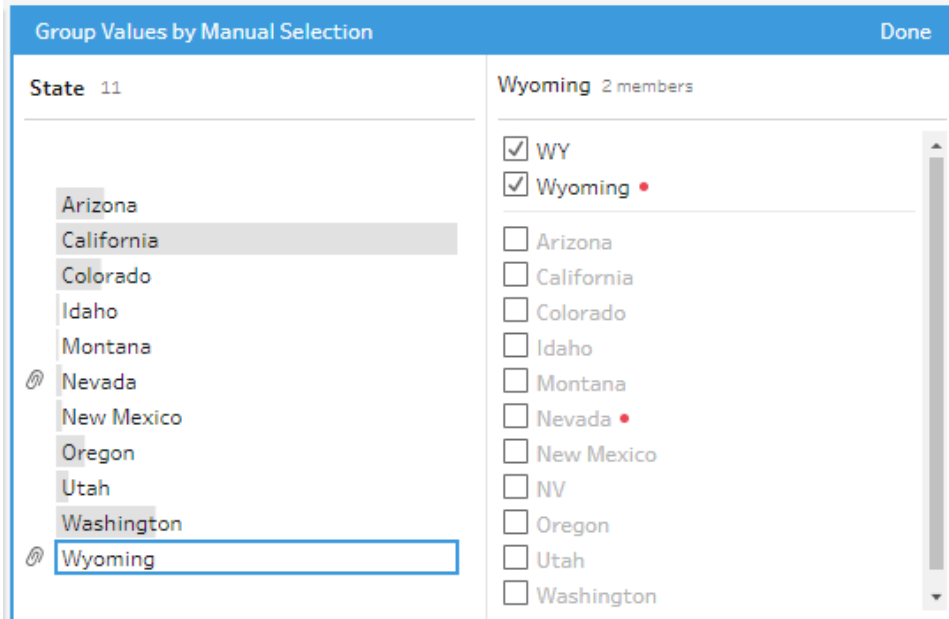 Group Values by Manual Selection Done
State 11
Arizona
California
Colorado
Idaho
Montana
Nevada
New Mexico
Oregon
Utah
Washington
Wyoming
Wyoming 2 members
WY
Wyoming
Arizona
California
Colorado
Idaho
Montana
Nevada
New Mexico
NV
Oregon
Utah
Washington